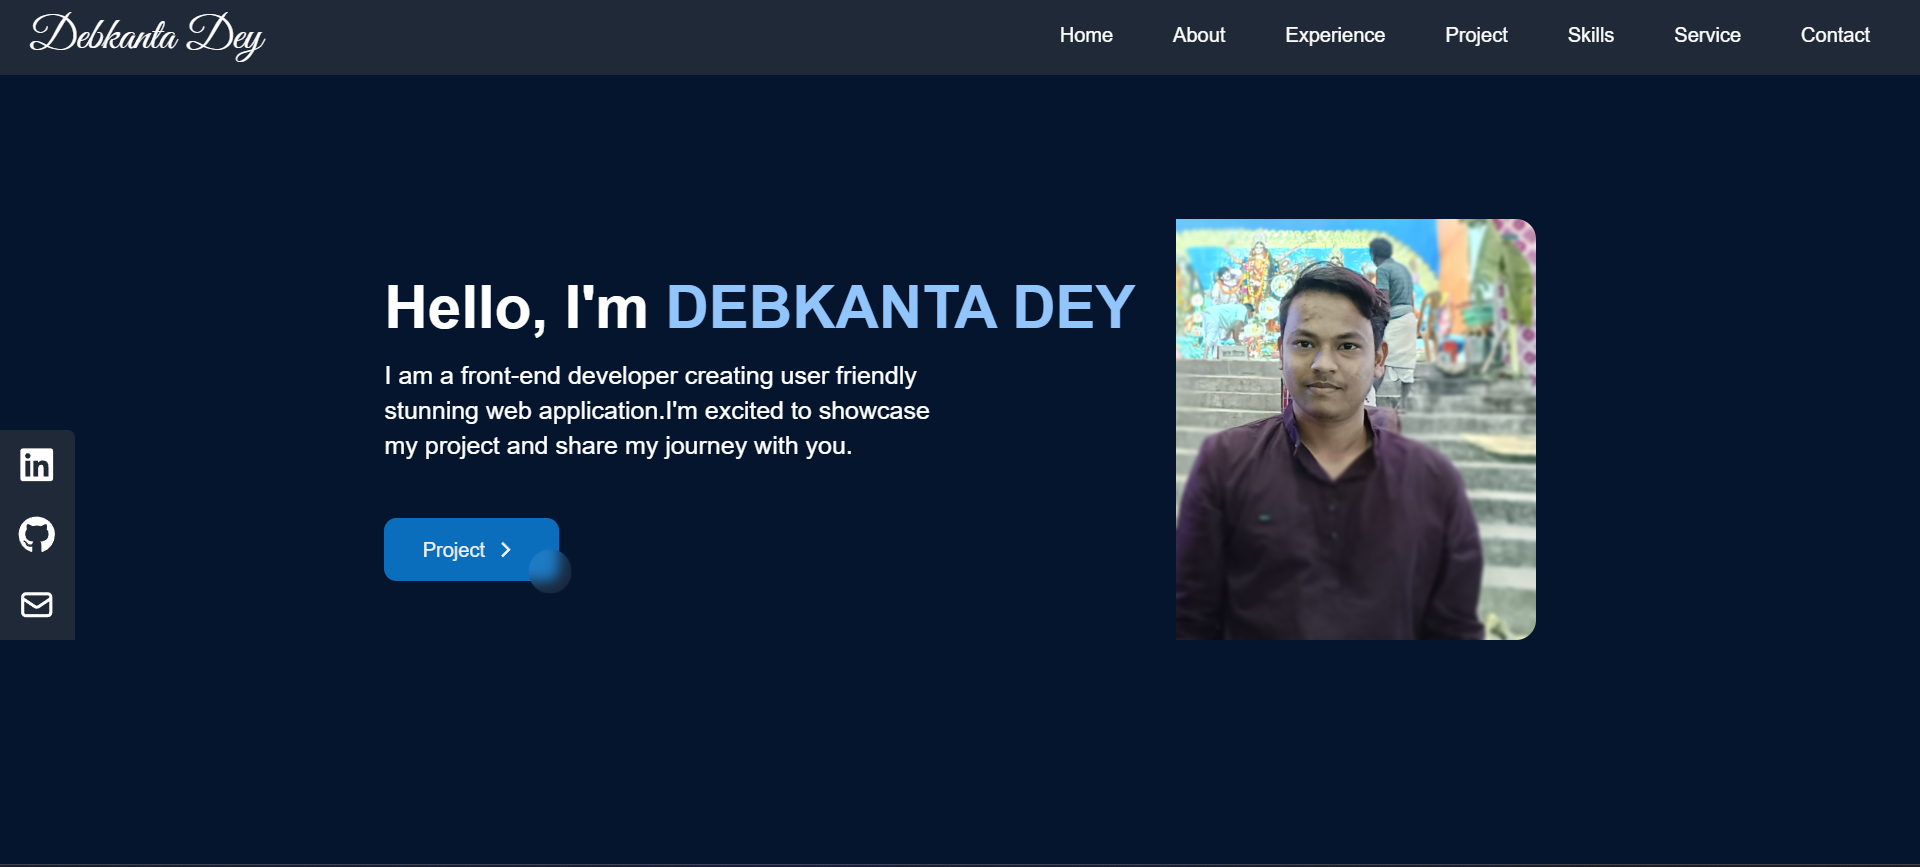 Debkanta Dey
Home About Experience Project Skills Service Contact
Hello, I'm DEBKANTA DEY
I am a front-end developer creating user friendly
stunning web application.I'm excited to showcase
my project and share my journey with you.
in
Project